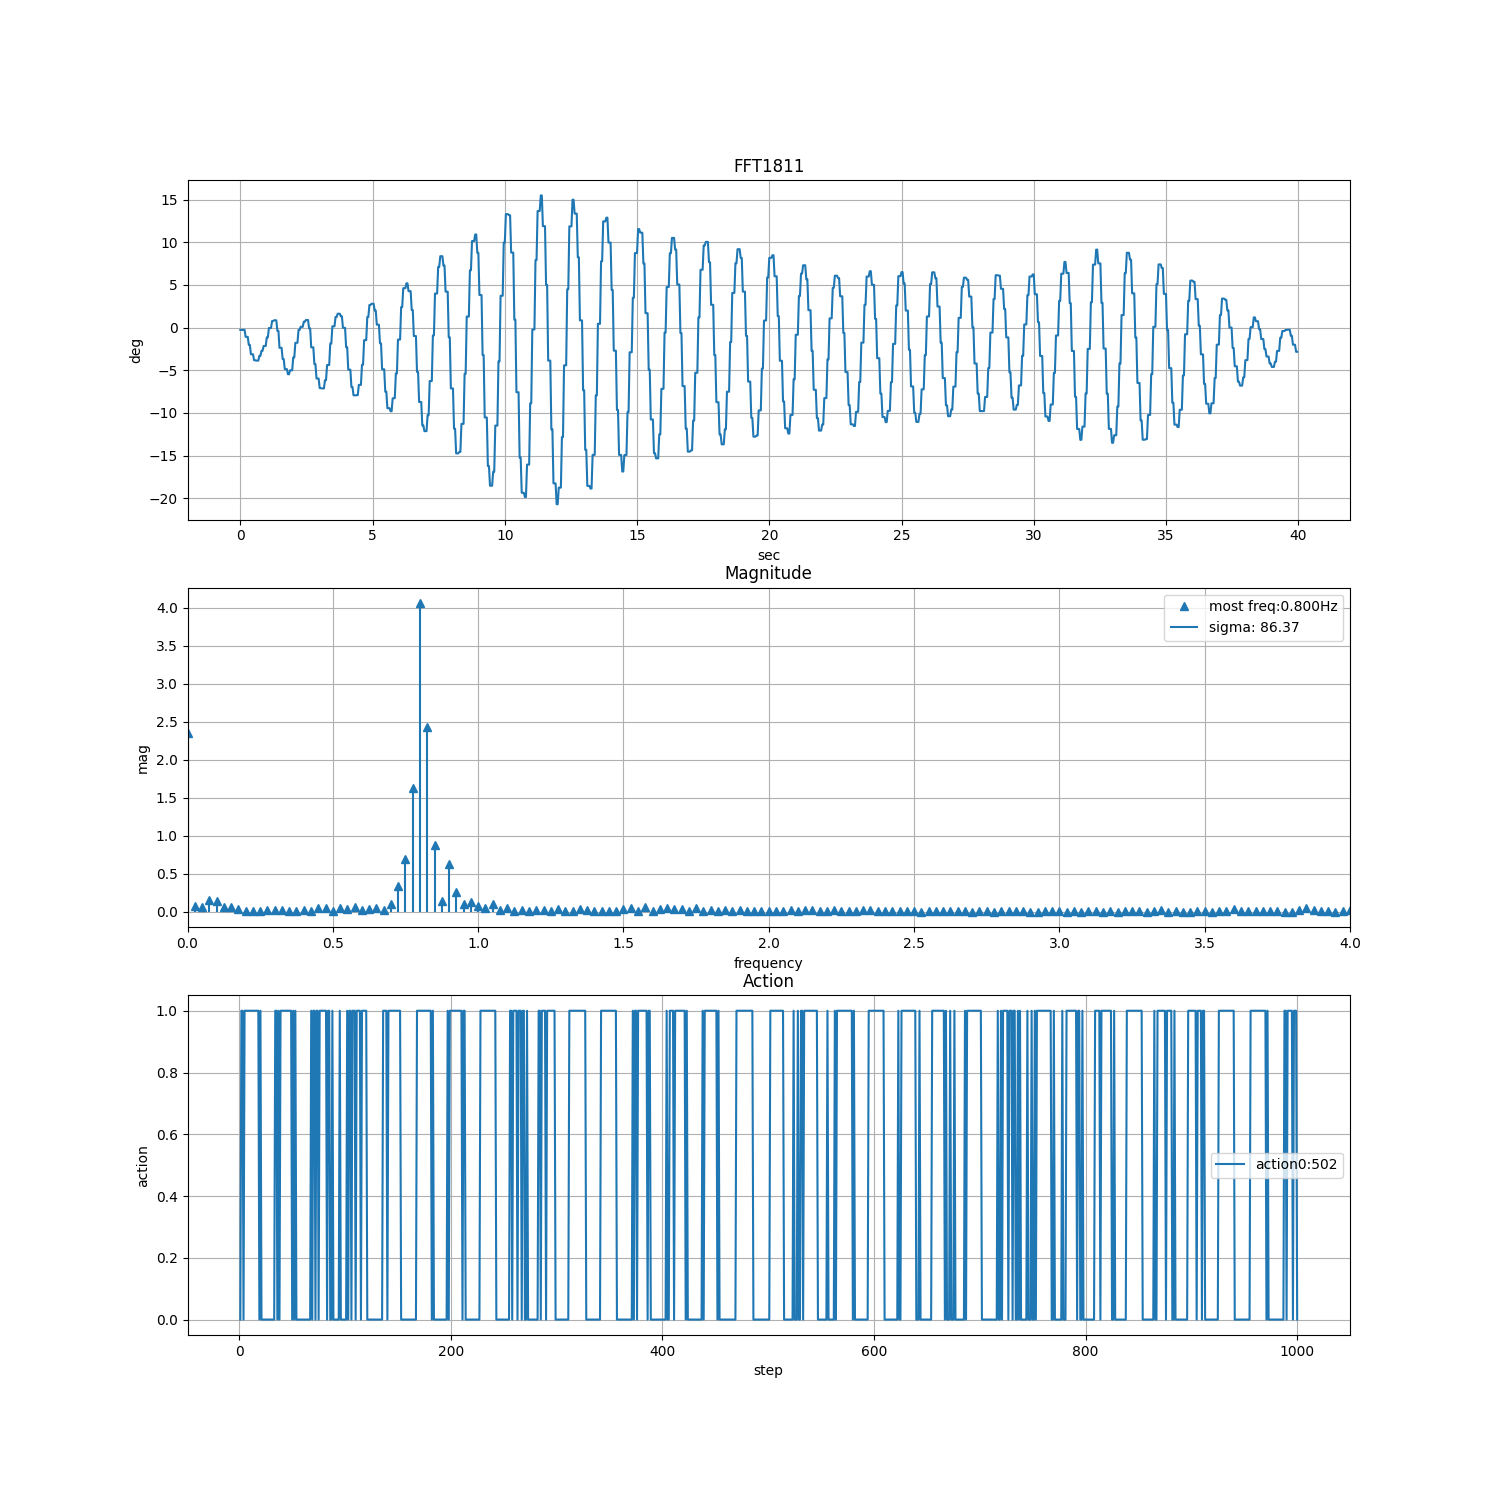 FFT1811
15
10
5
0
−5
−10
−15
−20
deg
0 5 10 15 20 25 30 35 40
sec
Magnitude
4.0
3.5
3.0
2.5
2.0
1.5
1.0
0.5
0.0
mag
most freq:0.800Hz
sigma: 86.37
0.0 0.5 1.0 1.5 2.0 2.5 3.0 3.5 4.0
frequency
Action
1.0
0.8
0.6
0.4
0.2
0.0
action
action0:502
0 200 400 600 800 1000
step